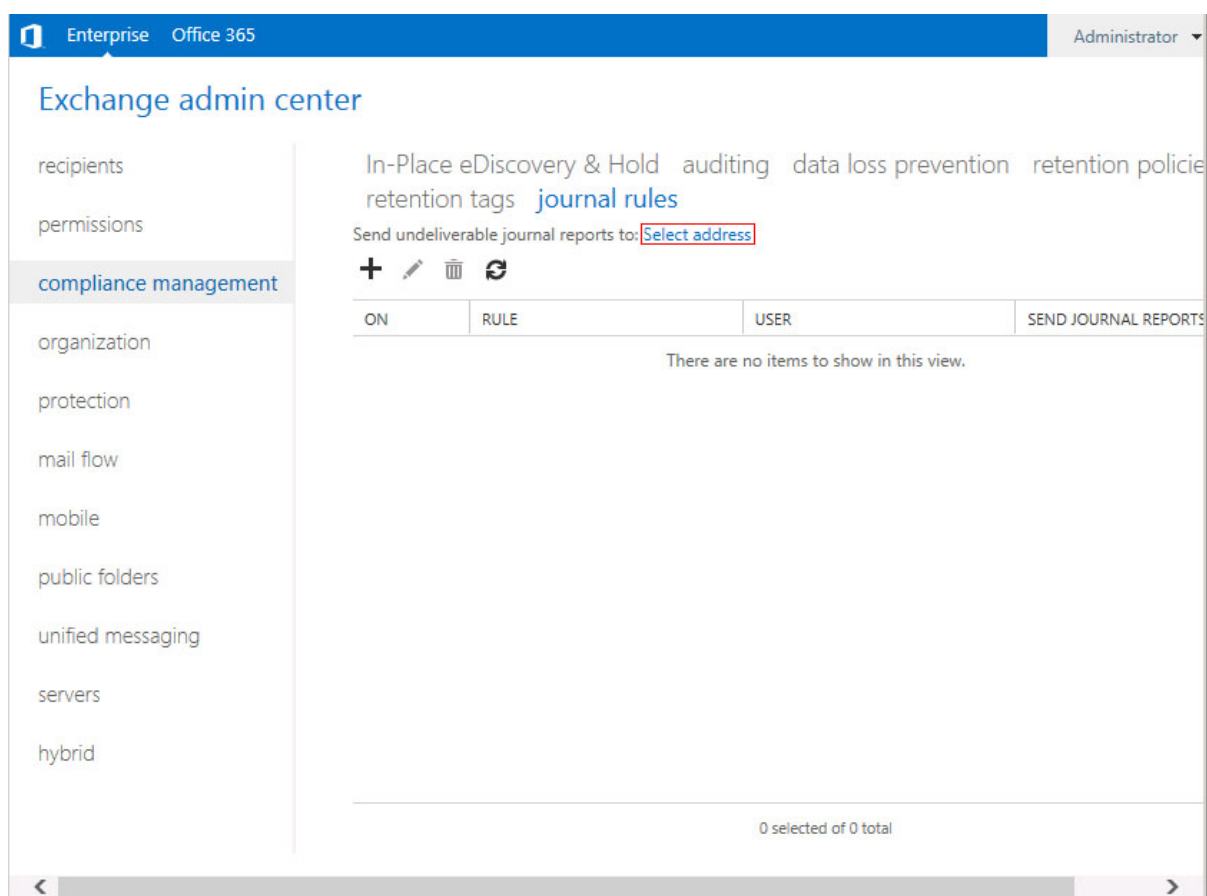 Enterprise Office 365 Administrator
Exchange admin center
recipients
permissions
compliance management
organization
protection
mail flow
mobile
public folders
unified messaging
servers
hybrid
In-Place eDiscovery & Hold auditing data loss prevention retention policie
retention tags journal rules
Send undeliverable journal reports to: Select address
ON RULE USER SEND JOURNAL REPORTS
There are no items to show in this view.
0 selected of 0 total